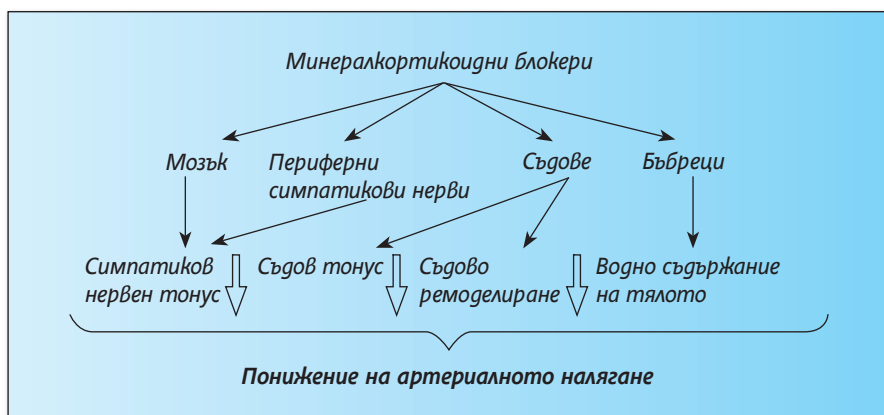 Минералкортикоидни блокери
Мозък Периферни симпатикови нерви Съдове Бъбреци
Симпатиков нервен тонус Съдов тонус Съдово ремоделиране Водно съдържание на тялото
Понижение на артериалното налягане